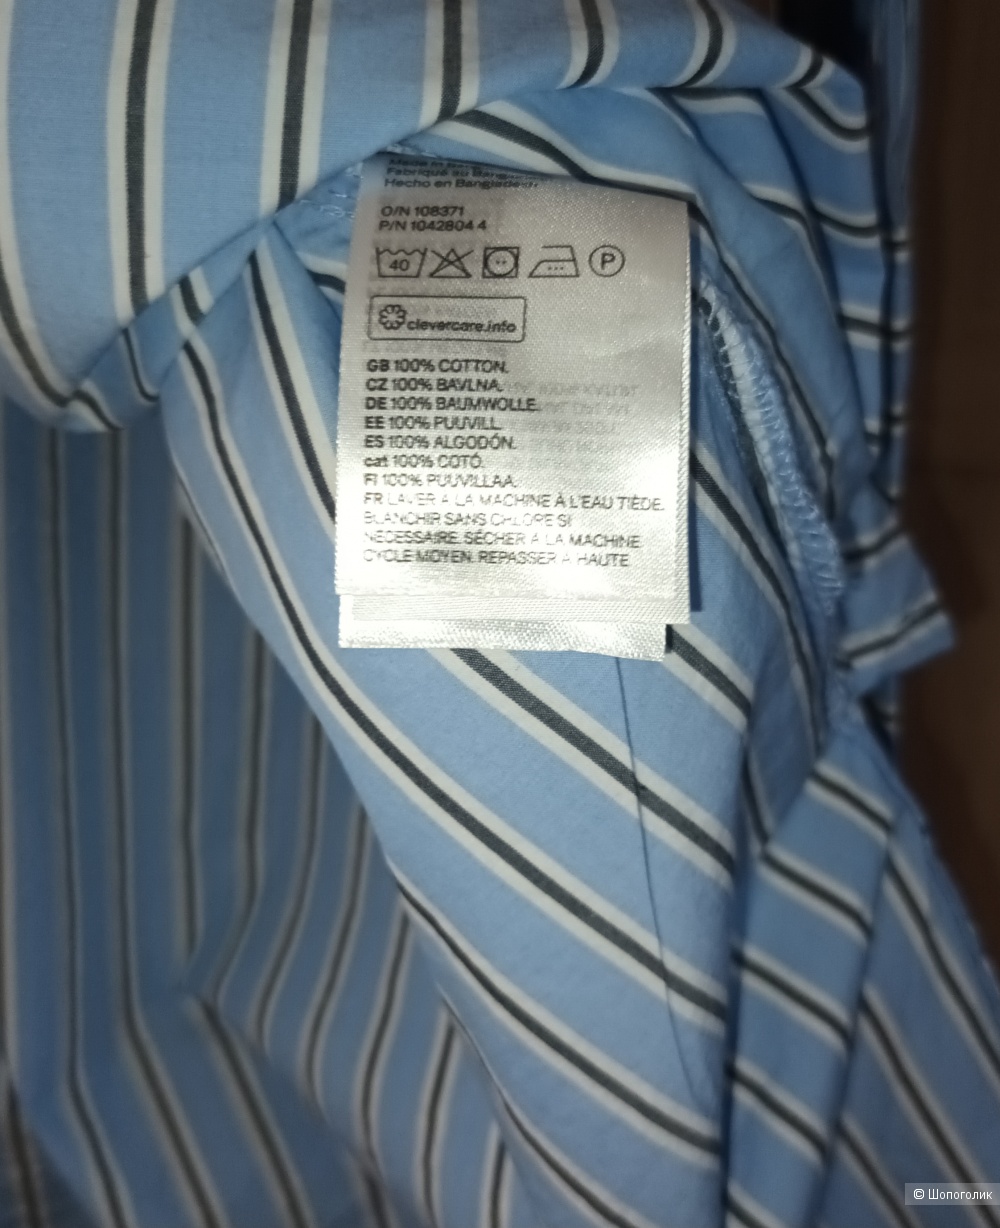 Made in
Fabriqué au
Hecho en Bangladesh
O/N 108371
P/N 1042804 4
40 P
clevercare.info
GB 100% COTTON.
CZ 100% BAVLNA.
DE 100% BAUMWOLLE.
EE 100% PUUVILL.
ES 100% ALGODÓN.
cat 100% COTÓ.
FI 100% PUUVILLAA.
FR LAVER À LA MACHINE À L'EAU TIÈDE.
BLANCHIR SANS CHLORE SI
NÉCESSAIRE. SÉCHER À LA MACHINE
CYCLE MOYEN. REPASSER À HAUTE
© Шопоголик